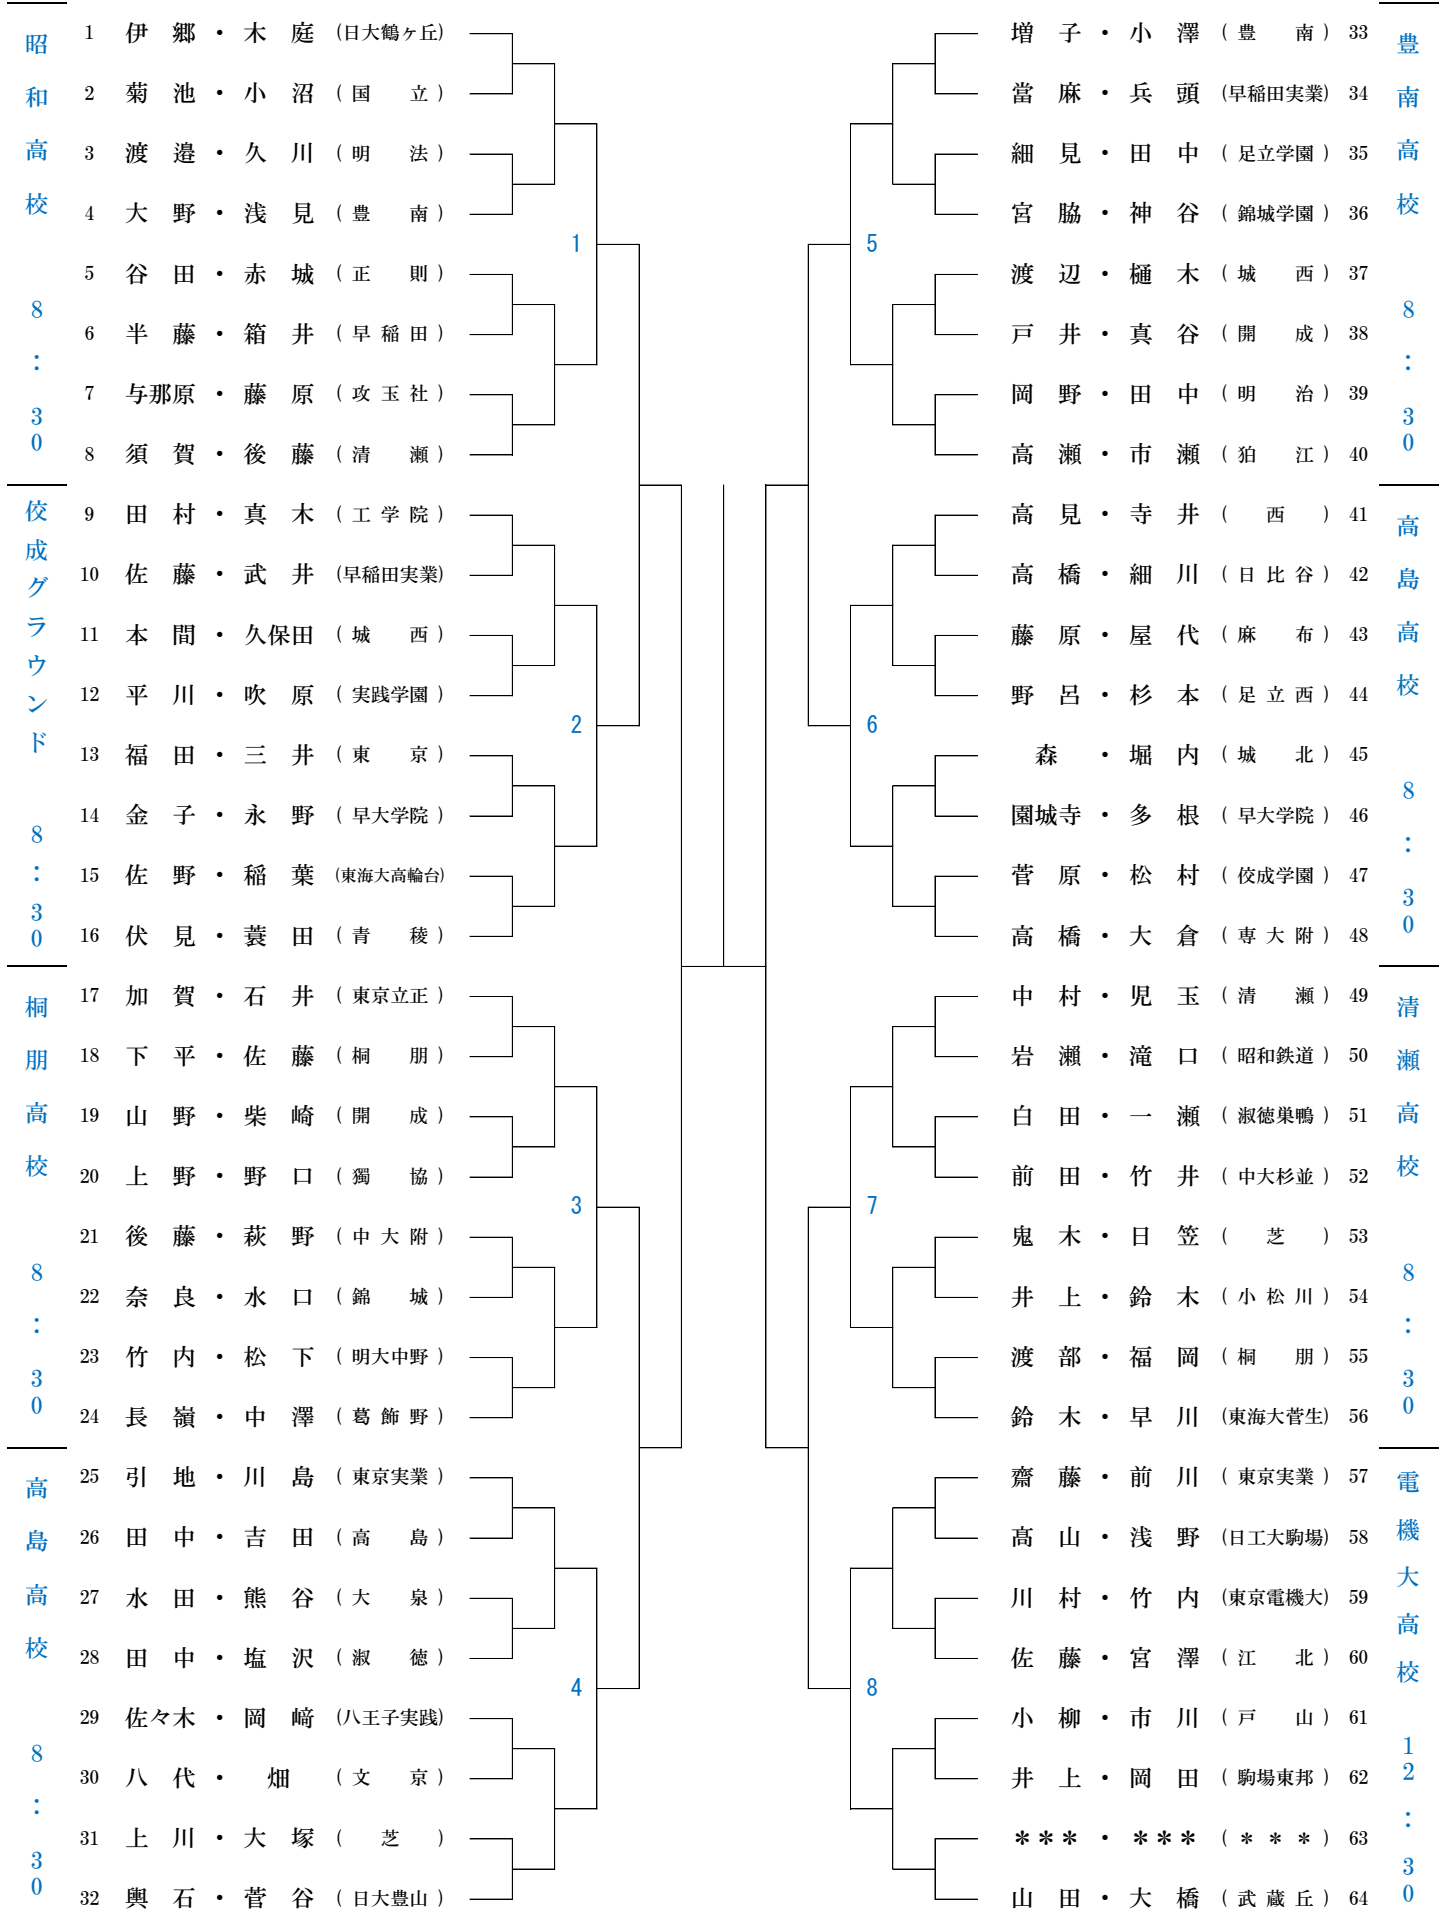 昭和高校 8:30
1 伊郷・木庭 (日大鶴ヶ丘)
2 菊池・小沼 (国立)
3 渡邉・久川 (明法)
4 大野・浅見 (豊南)
5 谷田・赤城 (正則)
6 半藤・箱井 (早稲田)
7 与那原・藤原 (攻玉社)
8 須賀・後藤 (清瀬)
1
佼成グラウンド 8:30
9 田村・真木 (工学院)
10 佐藤・武井 (早稲田実業)
11 本間・久保田 (城西)
12 平川・吹原 (実践学園)
13 福田・三井 (東京)
14 金子・永野 (早大学院)
15 佐野・稲葉 (東海大高輪台)
16 伏見・蓑田 (青稜)
2
桐朋高校 8:30
17 加賀・石井 (東京立正)
18 下平・佐藤 (桐朋)
19 山野・柴崎 (開成)
20 上野・野口 (獨協)
21 後藤・萩野 (中大附)
22 奈良・水口 (錦城)
23 竹内・松下 (明大中野)
24 長嶺・中澤 (葛飾野)
3
高島高校 8:30
25 引地・川島 (東京実業)
26 田中・吉田 (高島)
27 水田・熊谷 (大泉)
28 田中・塩沢 (淑徳)
29 佐々木・岡﨑 (八王子実践)
30 八代・畑 (文京)
31 上川・大塚 (芝)
32 輿石・菅谷 (日大豊山)
4
豊南高校 8:30
増子・小澤 (豊南) 33
當麻・兵頭 (早稲田実業) 34
細見・田中 (足立学園) 35
宮脇・神谷 (錦城学園) 36
渡辺・樋木 (城西) 37
戸井・真谷 (開成) 38
岡野・田中 (明治) 39
高瀬・市瀬 (狛江) 40
5
高島高校 8:30
高見・寺井 (西) 41
高橋・細川 (日比谷) 42
藤原・屋代 (麻布) 43
野呂・杉本 (足立西) 44
森・堀内 (城北) 45
園城寺・多根 (早大学院) 46
菅原・松村 (佼成学園) 47
高橋・大倉 (専大附) 48
6
清瀬高校 8:30
中村・児玉 (清瀬) 49
岩瀬・滝口 (昭和鉄道) 50
白田・一瀬 (淑徳巣鴨) 51
前田・竹井 (中大杉並) 52
鬼木・日笠 (芝) 53
井上・鈴木 (小松川) 54
渡部・福岡 (桐朋) 55
鈴木・早川 (東海大菅生) 56
7
電機大高校 12:30
齋藤・前川 (東京実業) 57
髙山・浅野 (日工大駒場) 58
川村・竹内 (東京電機大) 59
佐藤・宮澤 (江北) 60
小柳・市川 (戸山) 61
井上・岡田 (駒場東邦) 62
＊＊＊・＊＊＊ (＊＊＊) 63
山田・大橋 (武蔵丘) 64
8